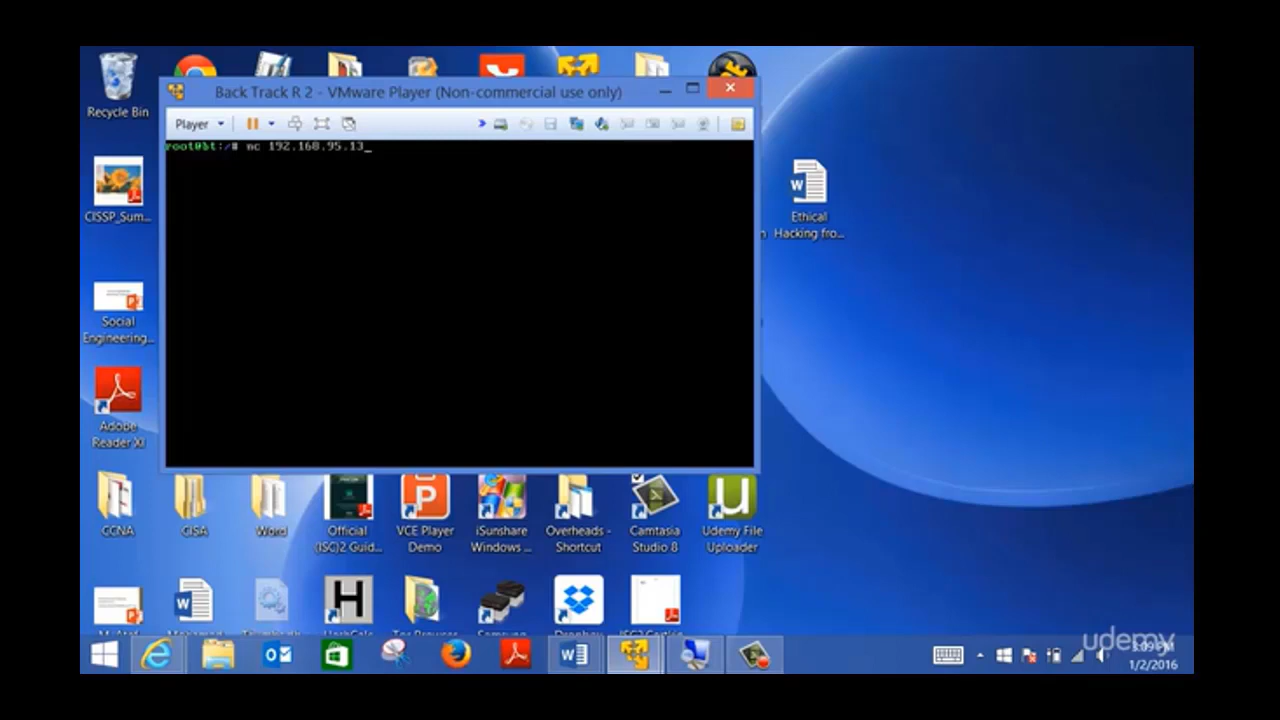 Back Track R 2 - VMware Player (Non-commercial use only)
Player
root@bt:/# nc 192.168.95.13_
Recycle Bin
CISSP_Sum...
Social
Engineering...
Adobe
Reader XI
Ethical
Hacking fro...
CCNA
CISA
Word
Official
(ISC)2 Guid...
VCE Player
Demo
iSunshare
Windows ...
Overheads -
Shortcut
Camtasia
Studio 8
Udemy File
Uploader
udemy
1/2/2016